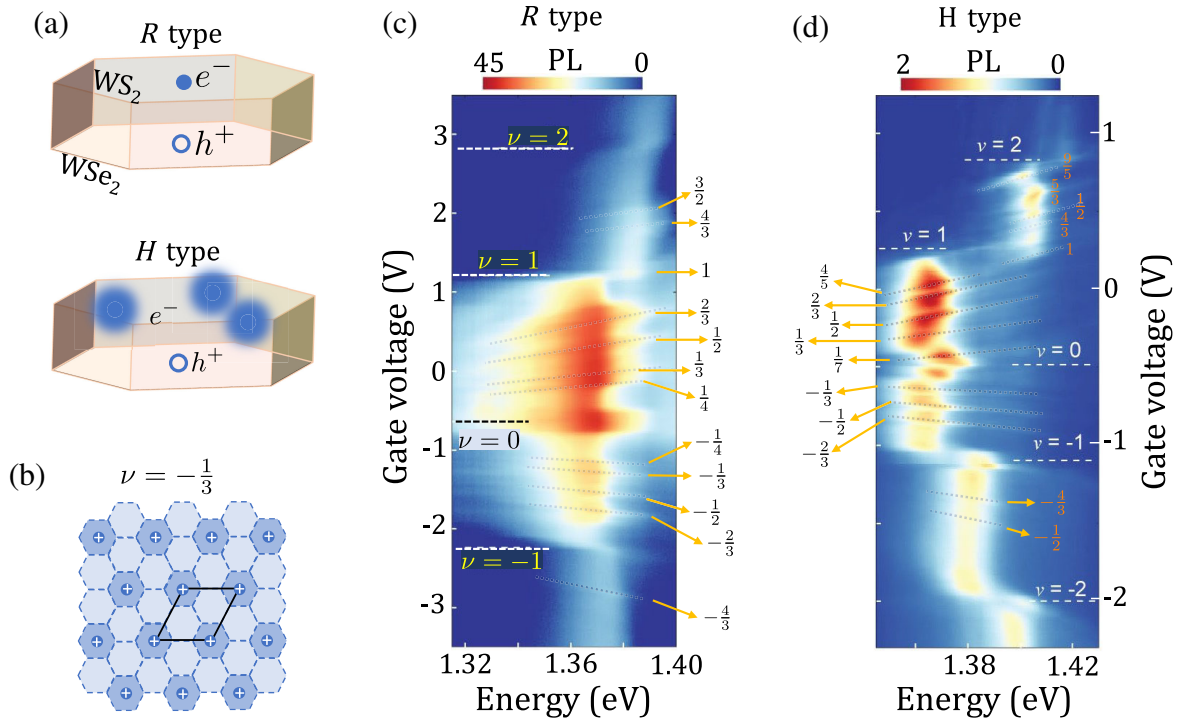 (a)
R type
WS₂
e⁻
h⁺
WSe₂
H type
e⁻
h⁺
(b)
ν = −1/3
+ + + +
+ + +
+ + + +
+ + +
+ + + +
(c)
R type
45 PL 0
Gate voltage (V)
3
2
1
0
-1
-2
-3
ν = 2
ν = 1
ν = 0
ν = −1
3/2
4/3
1
2/3
1/2
1/3
1/4
−1/4
−1/3
−1/2
−2/3
−4/3
1.32 1.36 1.40
Energy (eV)
(d)
H type
2 PL 0
ν = 2
ν = 1
ν = 0
ν = -1
ν = -2
5/3
1/2
4/3
1
4/5
2/3
1/2
1/3
1/7
−1/3
−1/2
−2/3
−4/3
−1/2
1
0
-1
-2
Gate voltage (V)
1.38 1.42
Energy (eV)